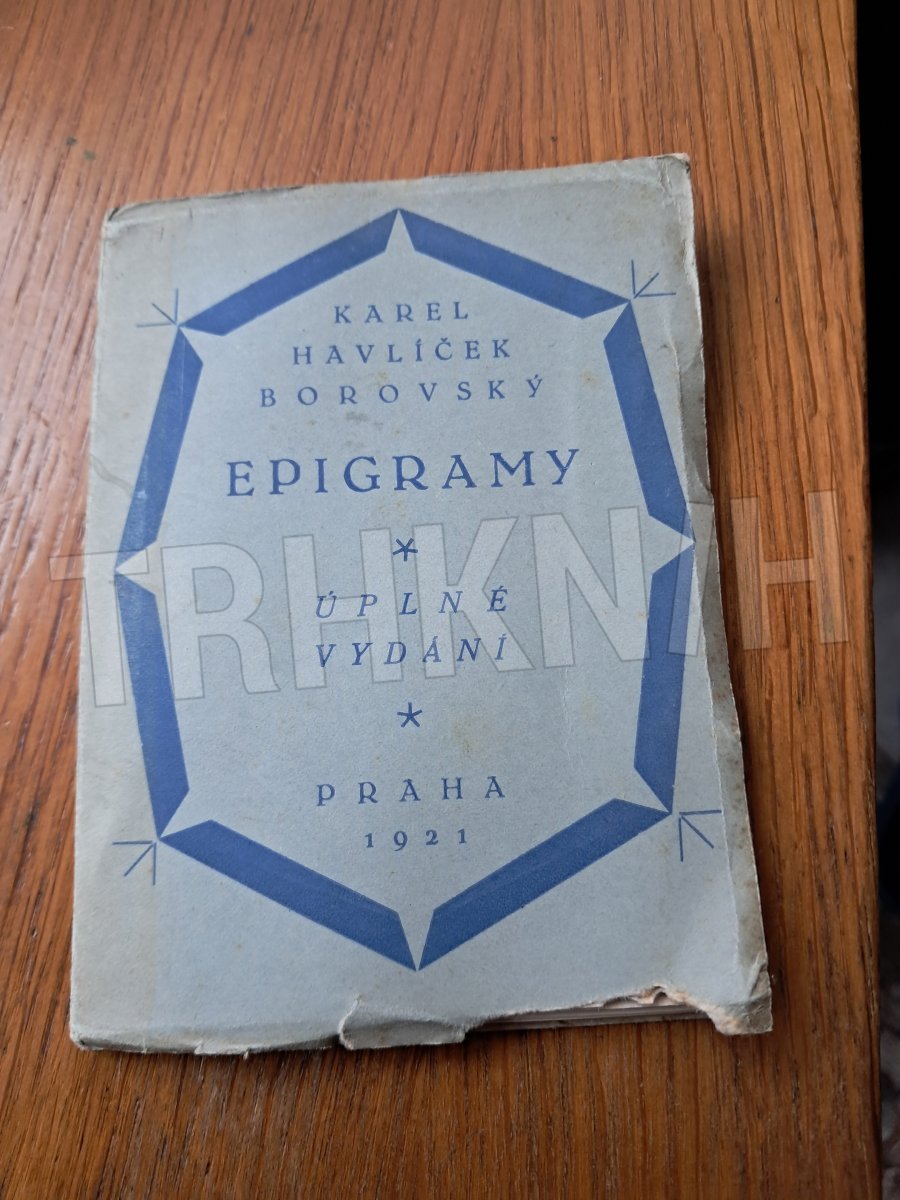 KAREL
HAVLÍČEK
BOROVSKÝ
EPIGRAMY
*
ÚPLNÉ
VYDÁNÍ
*
PRAHA
1921
TRHKNIH